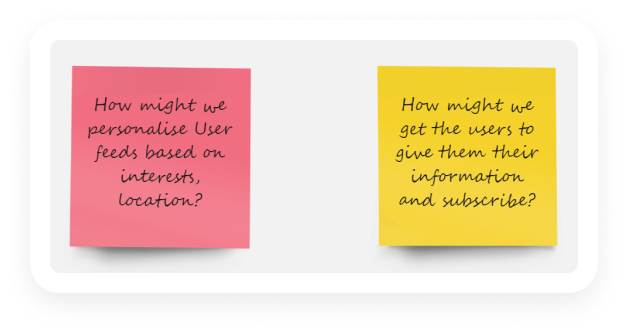 How might we
personalise User
feeds based on
interests,
location?
How might we
get the users to
give them their
information
and subscribe?